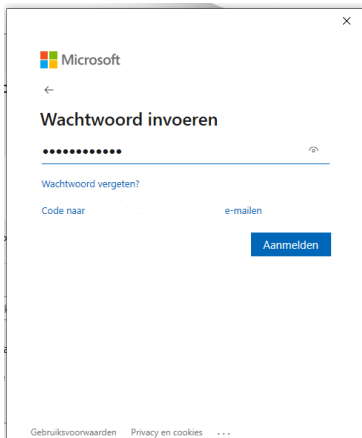 Microsoft
Wachtwoord invoeren
••••••••••••
Wachtwoord vergeten?
Code naar e-mailen
Aanmelden
Gebruiksvoorwaarden Privacy en cookies ...